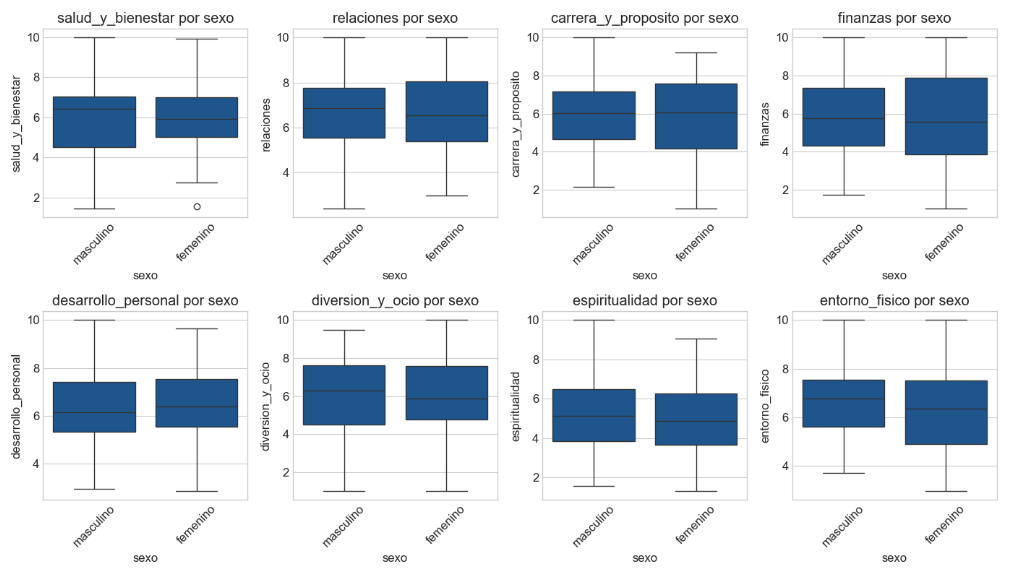 salud_y_bienestar por sexo
salud_y_bienestar
10
8
6
4
2
masculino
femenino
sexo
relaciones por sexo
relaciones
10
8
6
4
masculino
femenino
sexo
carrera_y_proposito por sexo
carrera_y_proposito
10
8
6
4
2
masculino
femenino
sexo
finanzas por sexo
finanzas
10
8
6
4
2
masculino
femenino
sexo
desarrollo_personal por sexo
desarrollo_personal
10
8
6
4
masculino
femenino
sexo
diversion_y_ocio por sexo
diversion_y_ocio
10
8
6
4
2
masculino
femenino
sexo
espiritualidad por sexo
espiritualidad
10
8
6
4
2
masculino
femenino
sexo
entorno_fisico por sexo
entorno_fisico
10
8
6
4
masculino
femenino
sexo